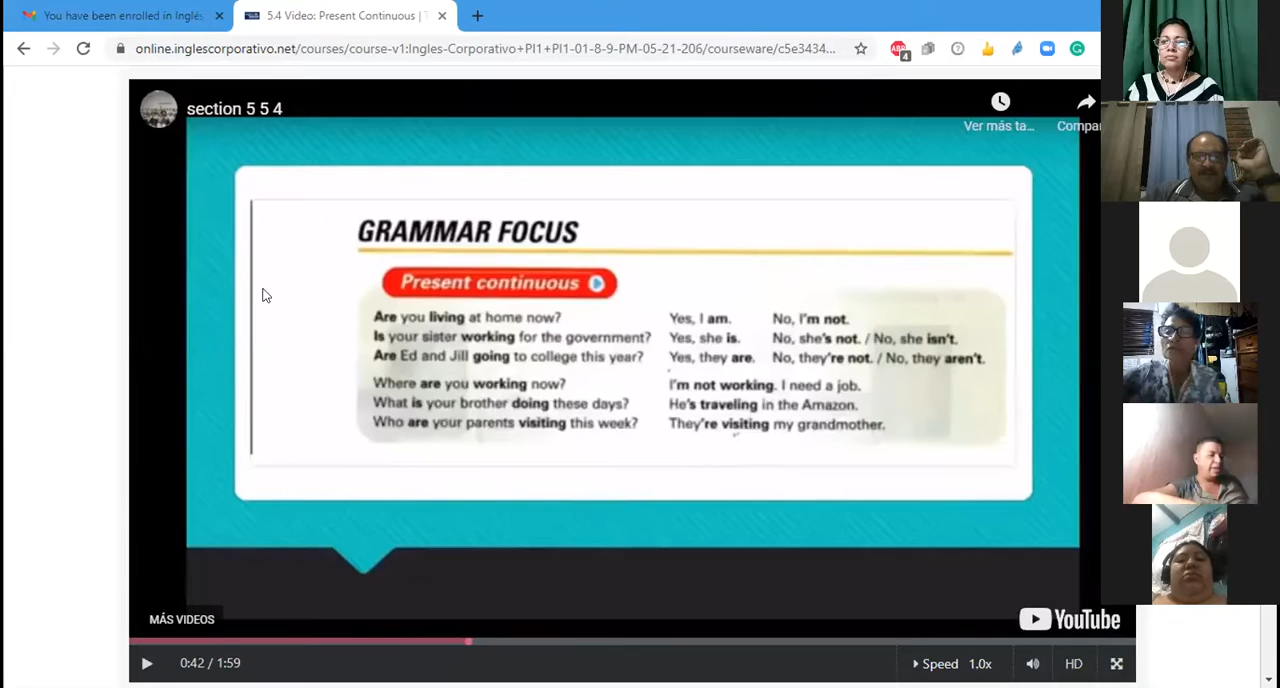 You have been enrolled in Inglés
5.4 Video: Present Continuous | T
online.inglescorporativo.net/courses/course-v1:Ingles-Corporativo+PI1+PI1-01-8-9-PM-05-21-206/courseware/c5e3434...
4
section 5 5 4
Ver más ta...
Compar
GRAMMAR FOCUS
Present continuous
Are you living at home now? Yes, I am. No, I'm not.
Is your sister working for the government? Yes, she is. No, she's not. / No, she isn't.
Are Ed and Jill going to college this year? Yes, they are. No, they're not. / No, they aren't.
Where are you working now? I'm not working. I need a job.
What is your brother doing these days? He's traveling in the Amazon.
Who are your parents visiting this week? They're visiting my grandmother.
MÁS VIDEOS
YouTube
0:42 / 1:59
Speed 1.0x
HD